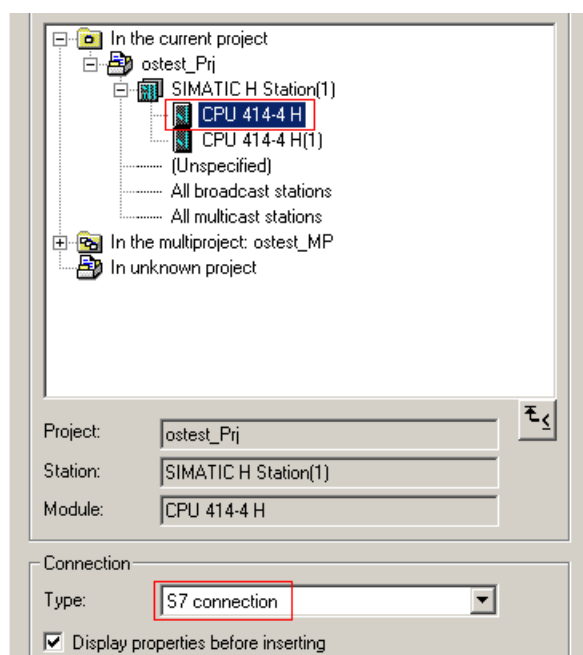 In the current project
ostest_Prj
SIMATIC H Station(1)
CPU 414-4 H
CPU 414-4 H(1)
(Unspecified)
All broadcast stations
All multicast stations
In the multiproject: ostest_MP
In unknown project
Project: ostest_Prj
Station: SIMATIC H Station(1)
Module: CPU 414-4 H
Connection
Type: S7 connection
Display properties before inserting